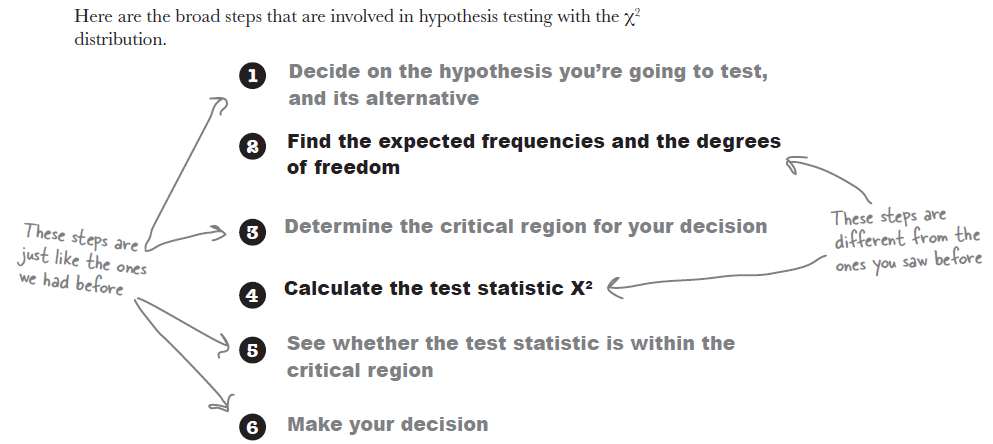 Here are the broad steps that are involved in hypothesis testing with the χ²
distribution.
1 Decide on the hypothesis you're going to test,
and its alternative
2 Find the expected frequencies and the degrees
of freedom
3 Determine the critical region for your decision
4 Calculate the test statistic X²
5 See whether the test statistic is within the
critical region
6 Make your decision
These steps are
just like the ones
we had before
These steps are
different from the
ones you saw before